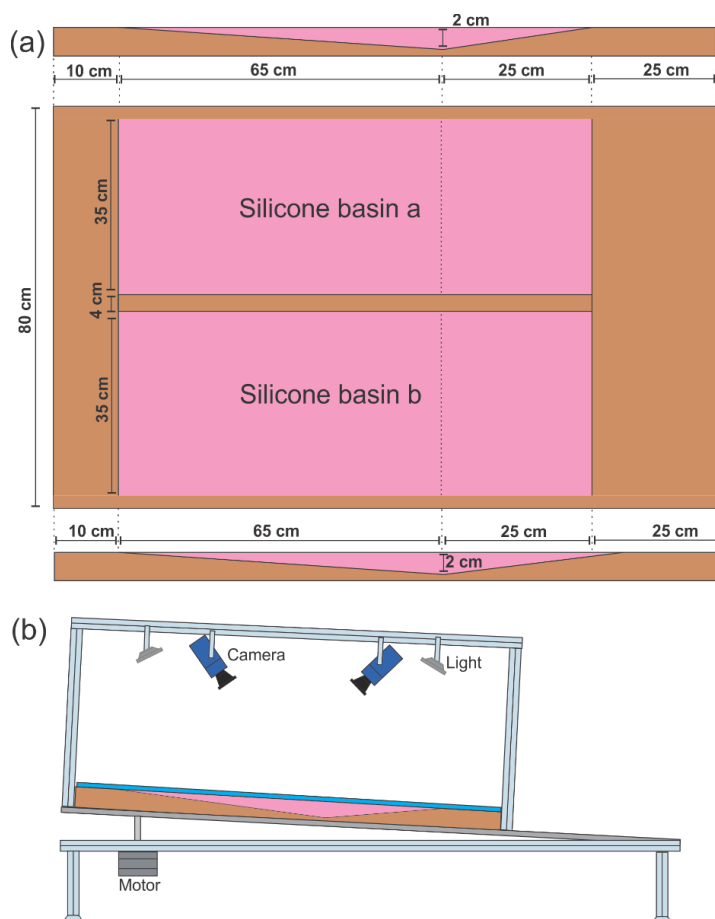 (a)
2 cm
10 cm
65 cm
25 cm
25 cm
80 cm
35 cm
Silicone basin a
4 cm
35 cm
Silicone basin b
10 cm
65 cm
25 cm
25 cm
2 cm
(b)
Camera
Light
Motor